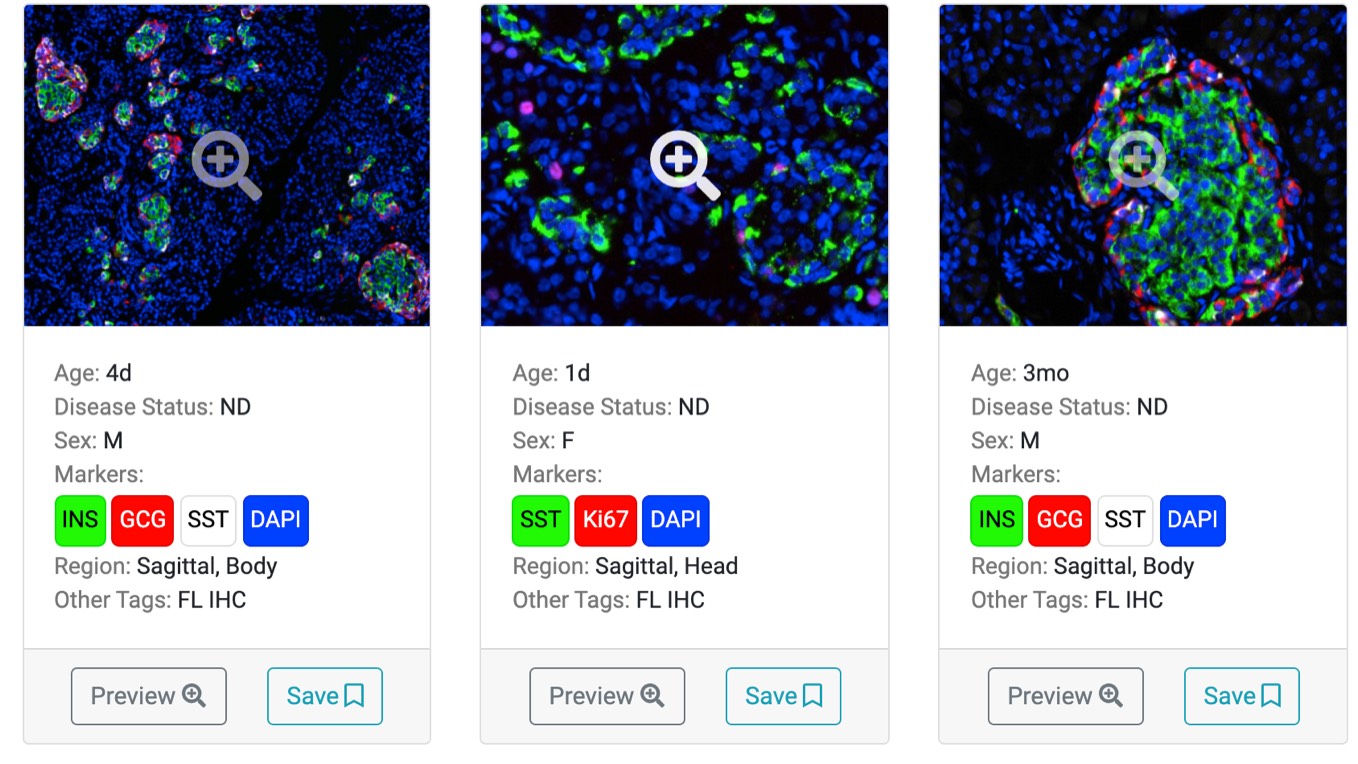 Age: 4d
Disease Status: ND
Sex: M
Markers:
INS GCG SST DAPI
Region: Sagittal, Body
Other Tags: FL IHC
Preview Save
Age: 1d
Disease Status: ND
Sex: F
Markers:
SST Ki67 DAPI
Region: Sagittal, Head
Other Tags: FL IHC
Preview Save
Age: 3mo
Disease Status: ND
Sex: M
Markers:
INS GCG SST DAPI
Region: Sagittal, Body
Other Tags: FL IHC
Preview Save